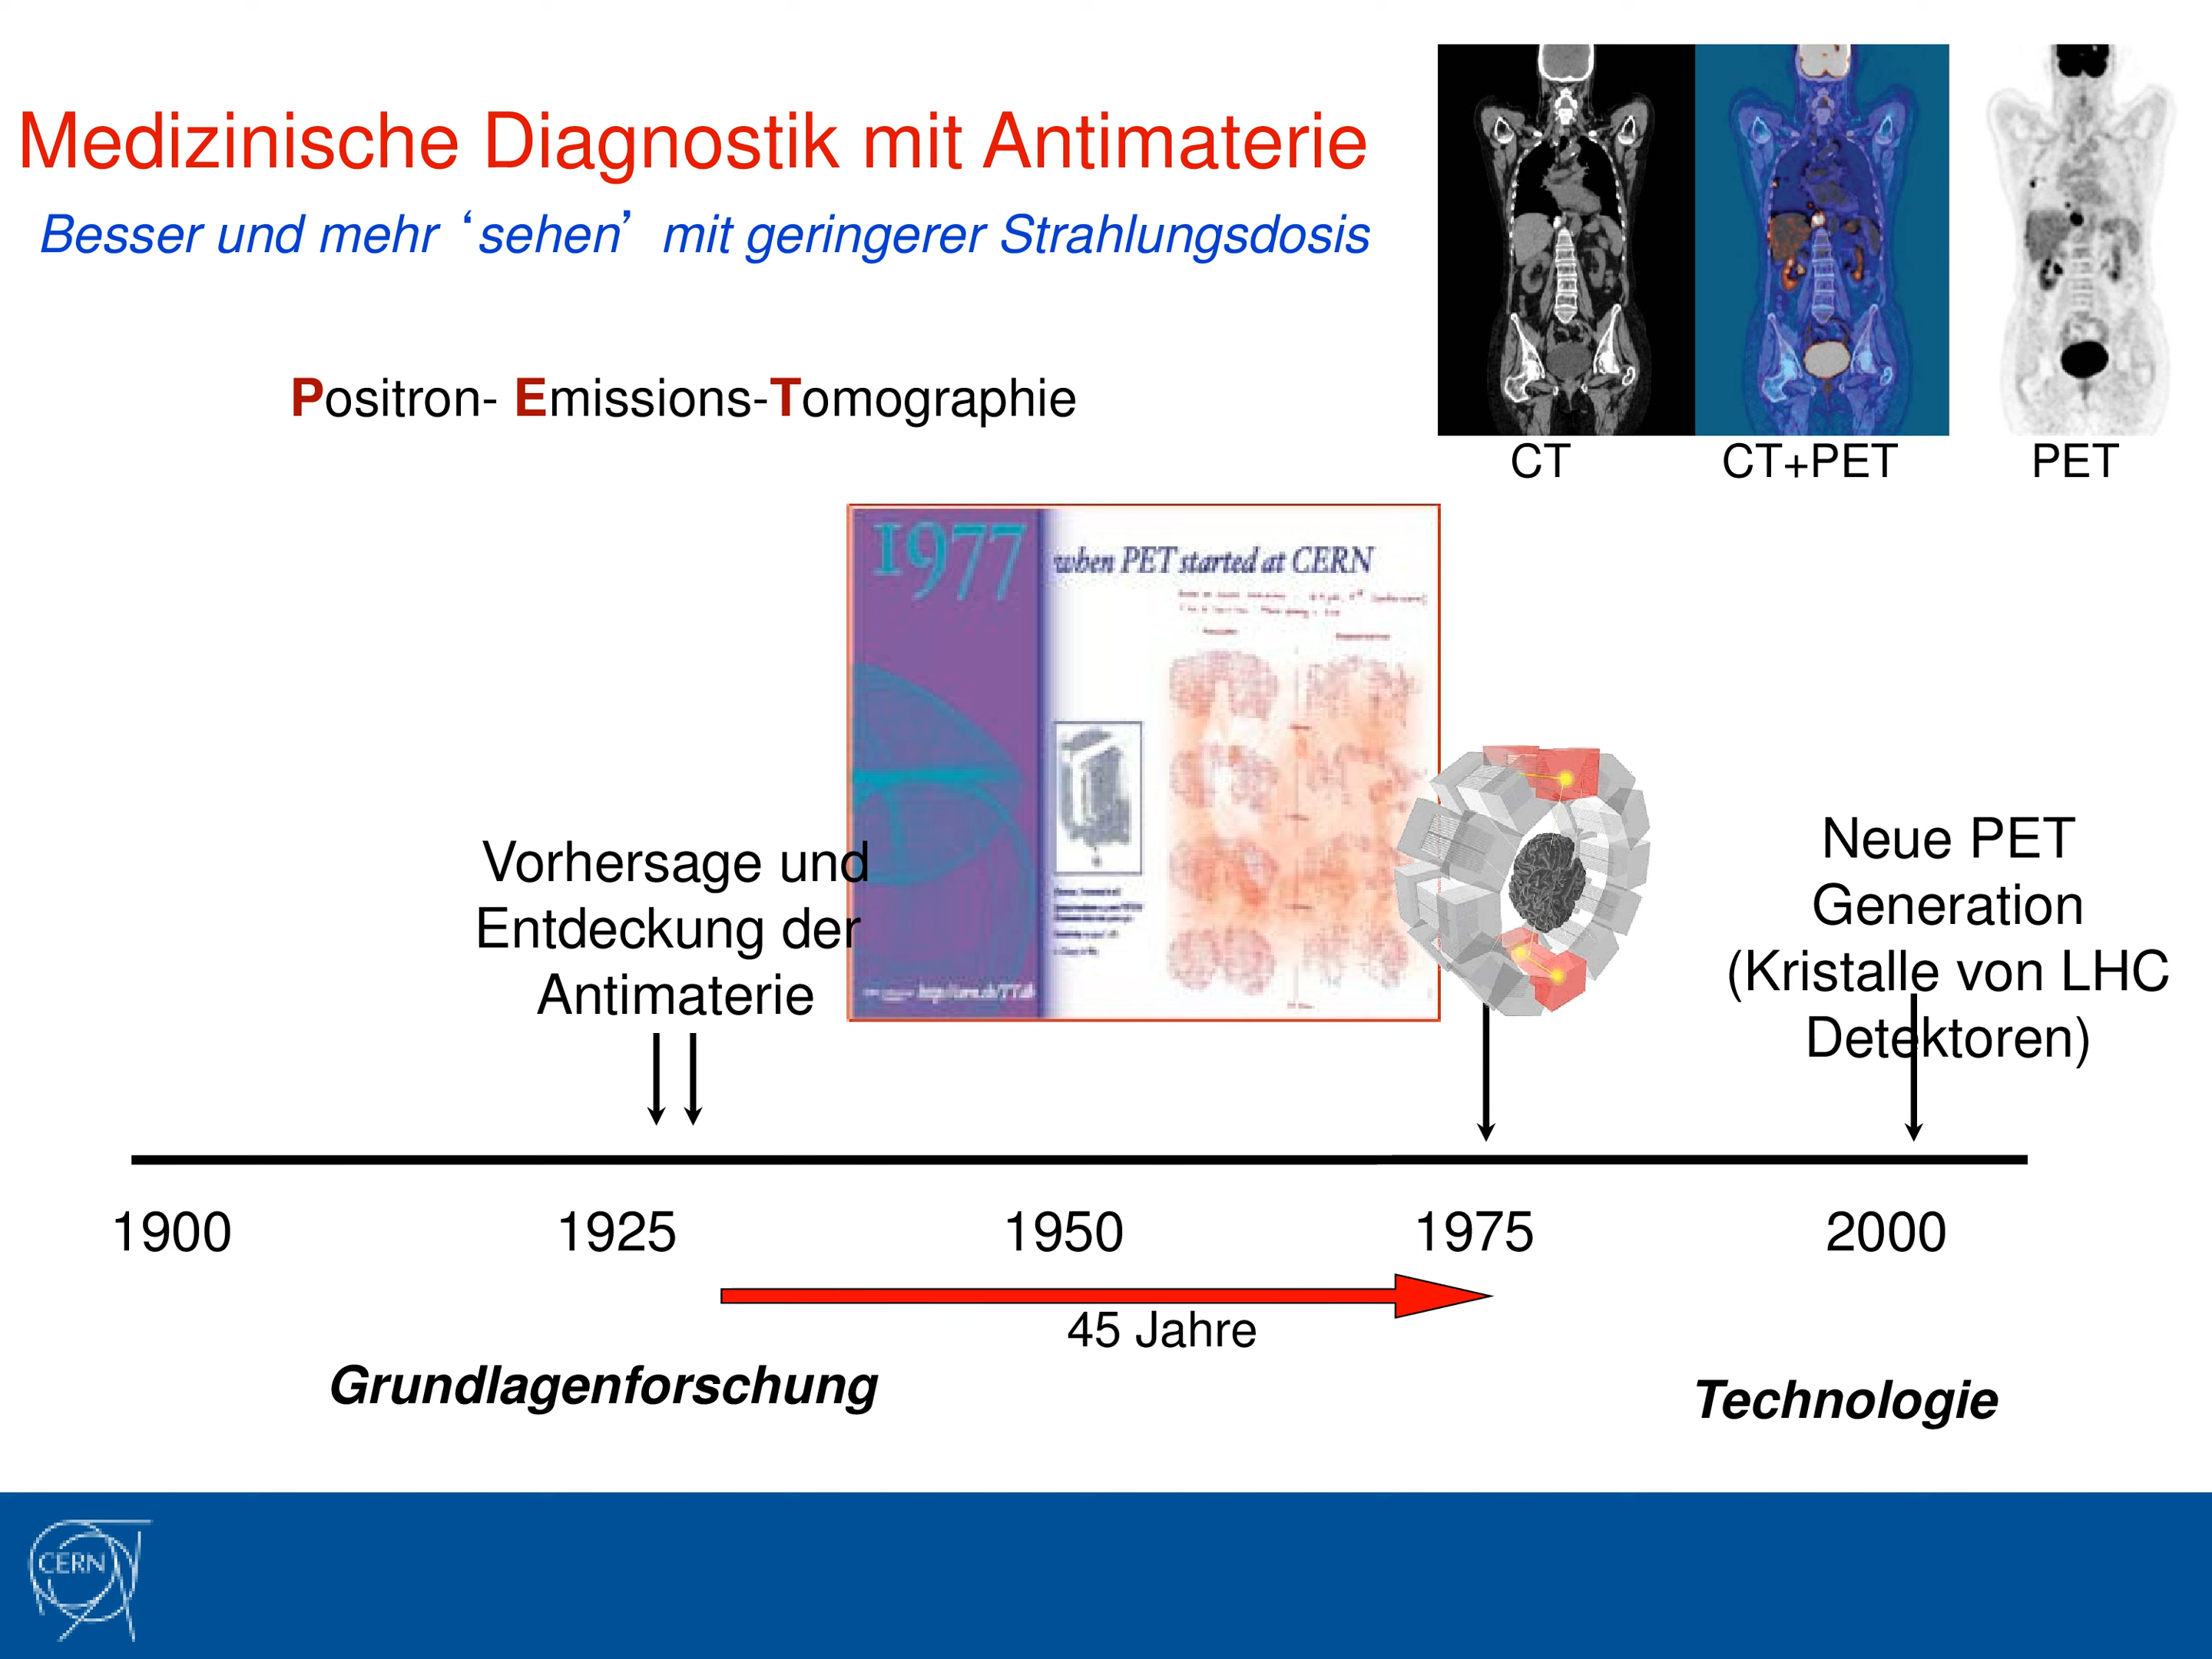 Medizinische Diagnostik mit Antimaterie
Besser und mehr ‘sehen’ mit geringerer Strahlungsdosis
Positron- Emissions-Tomographie
CT
CT+PET
PET
1977
when PET started at CERN
Vorhersage und
Entdeckung der
Antimaterie
Neue PET
Generation
(Kristalle von LHC
Detektoren)
1900
1925
1950
1975
2000
45 Jahre
Grundlagenforschung
Technologie
CERN